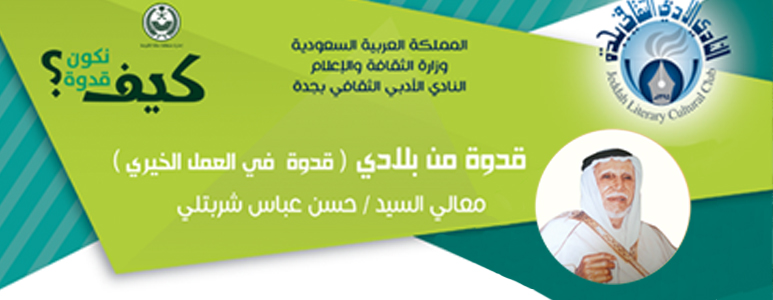 المملكة العربية السعودية
وزارة الثقافة والإعلام
النادي الأدبي الثقافي بجدة
كيف نكون قدوة ؟
النادي الأدبي الثقافي بجدة
Jeddah Literary Cultural Club
قدوة من بلادي ( قدوة في العمل الخيري )
معالي السيد / حسن عباس شربتلي